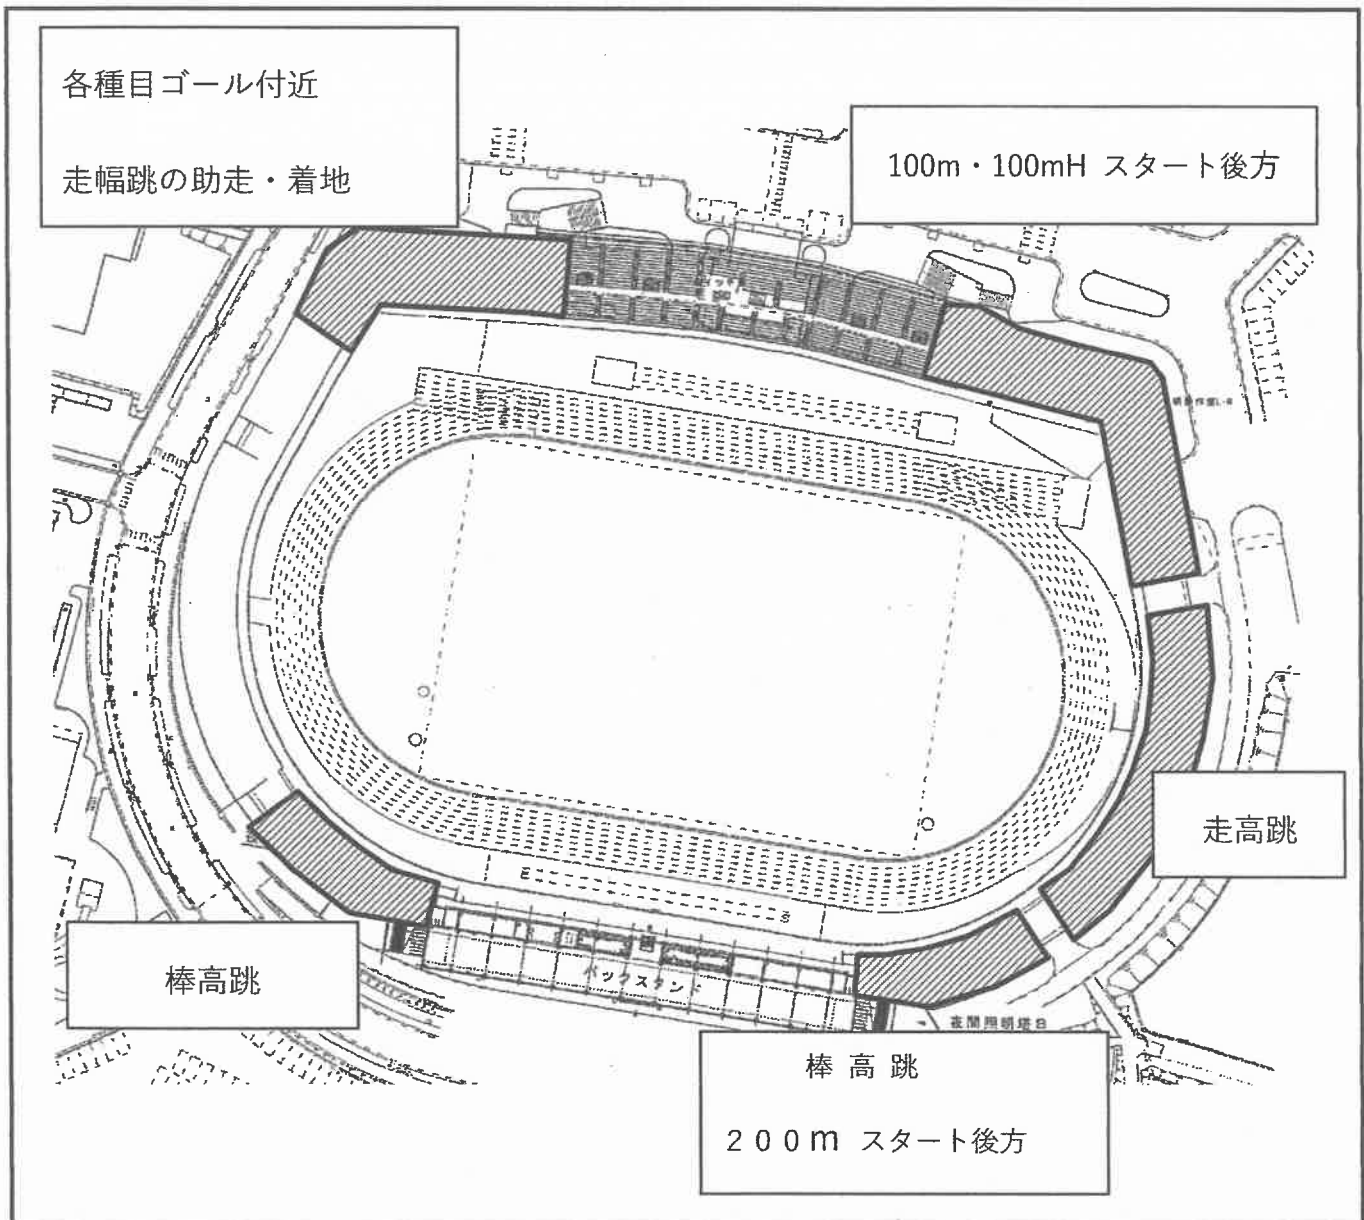 各種目ゴール付近
走幅跳の助走・着地
100m・100mH スタート後方
走高跳
棒高跳
バックスタンド
夜間照明塔B
棒 高 跳
２００ｍ スタート後方